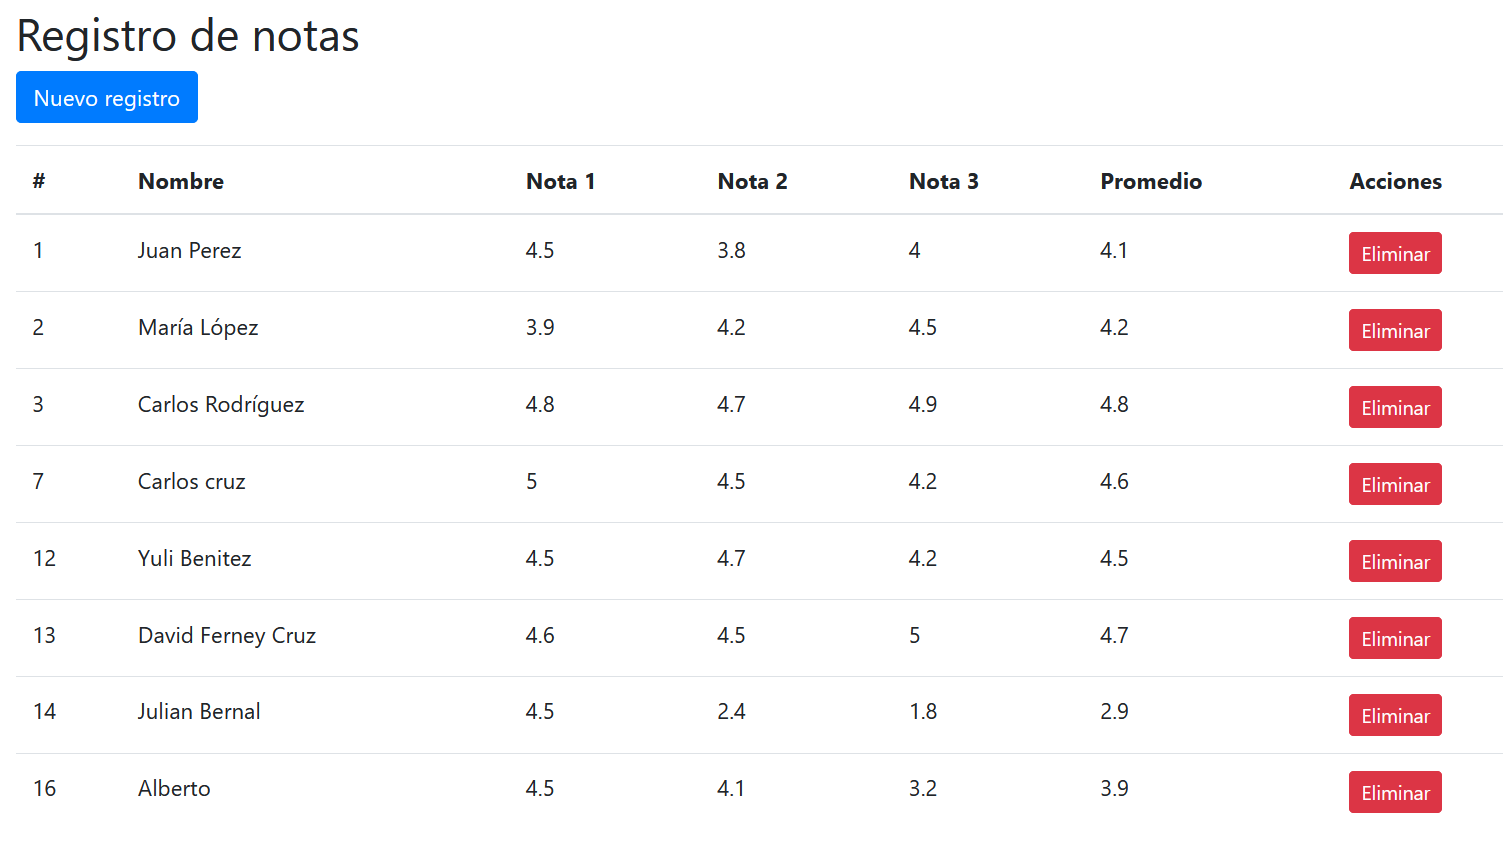 Registro de notas
Nuevo registro
# Nombre Nota 1 Nota 2 Nota 3 Promedio Acciones
1 Juan Perez 4.5 3.8 4 4.1 Eliminar
2 María López 3.9 4.2 4.5 4.2 Eliminar
3 Carlos Rodríguez 4.8 4.7 4.9 4.8 Eliminar
7 Carlos cruz 5 4.5 4.2 4.6 Eliminar
12 Yuli Benitez 4.5 4.7 4.2 4.5 Eliminar
13 David Ferney Cruz 4.6 4.5 5 4.7 Eliminar
14 Julian Bernal 4.5 2.4 1.8 2.9 Eliminar
16 Alberto 4.5 4.1 3.2 3.9 Eliminar